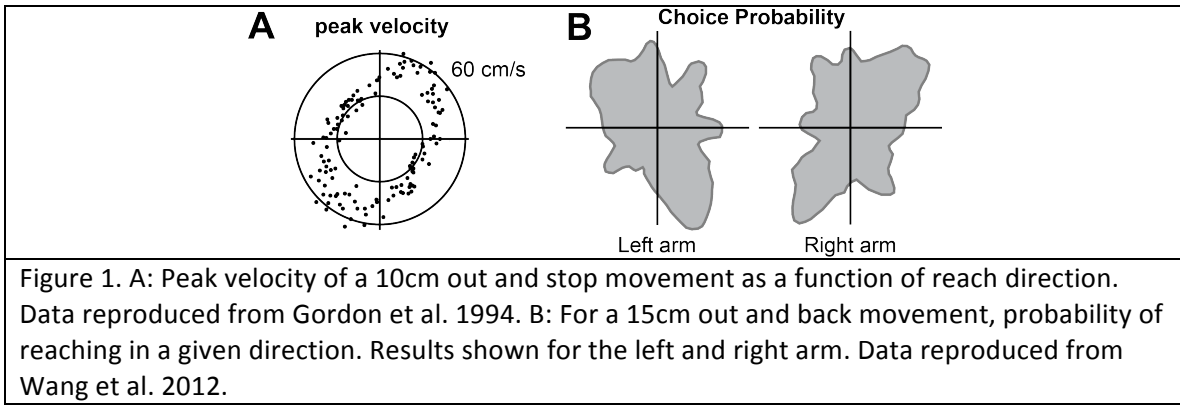 A peak velocity
60 cm/s
B Choice Probability
Left arm Right arm
Figure 1. A: Peak velocity of a 10cm out and stop movement as a function of reach direction.
Data reproduced from Gordon et al. 1994. B: For a 15cm out and back movement, probability of
reaching in a given direction. Results shown for the left and right arm. Data reproduced from
Wang et al. 2012.